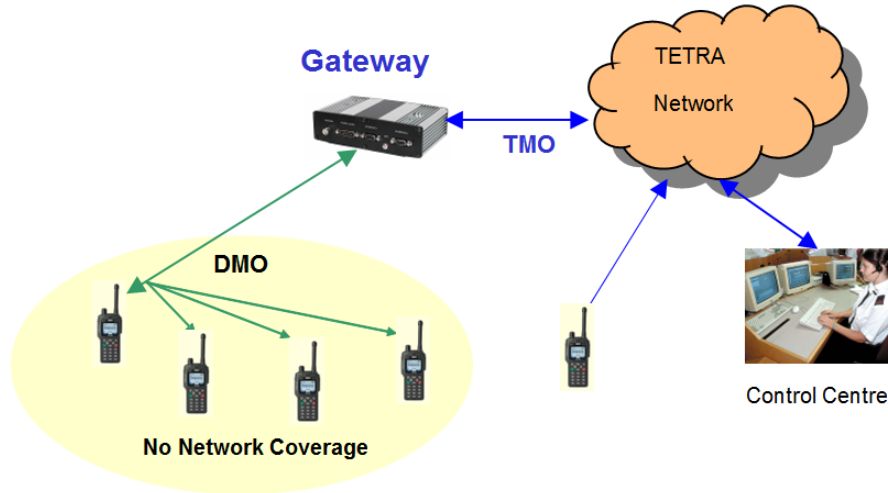 Gateway
TETRA
Network
TMO
DMO
No Network Coverage
Control Centre